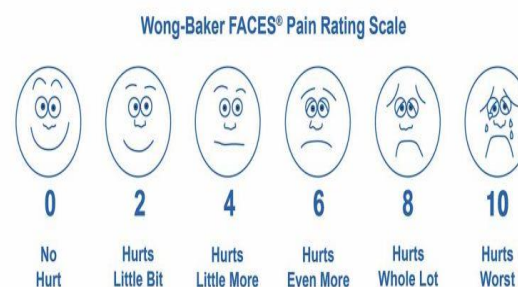 Wong-Baker FACES® Pain Rating Scale
0 2 4 6 8 10
No Hurts Hurts Hurts Hurts Hurts
Hurt Little Bit Little More Even More Whole Lot Worst